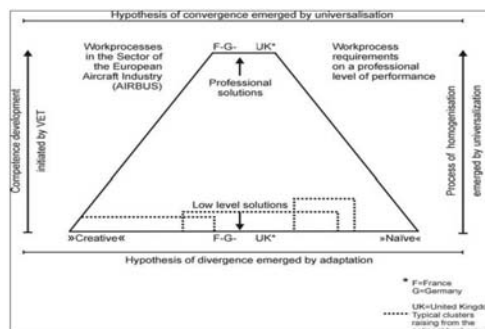 Hypothesis of convergence emerged by universalisation
Workprocesses
in the Sector of the
European
Aircraft Industry
(AIRBUS)
F-G- UK*
Workprocess
requirements
on a professional
level of performance
Professional
solutions
Competence development
initiated by VET
Process of homogenisation
emerged by universalization
Low level solutions
»Creative«
F-G- UK*
»Naïve«
Hypothesis of divergence emerged by adaptation
* F=France
G=Germany
UK=United Kingdom
Typical clusters
raising from the